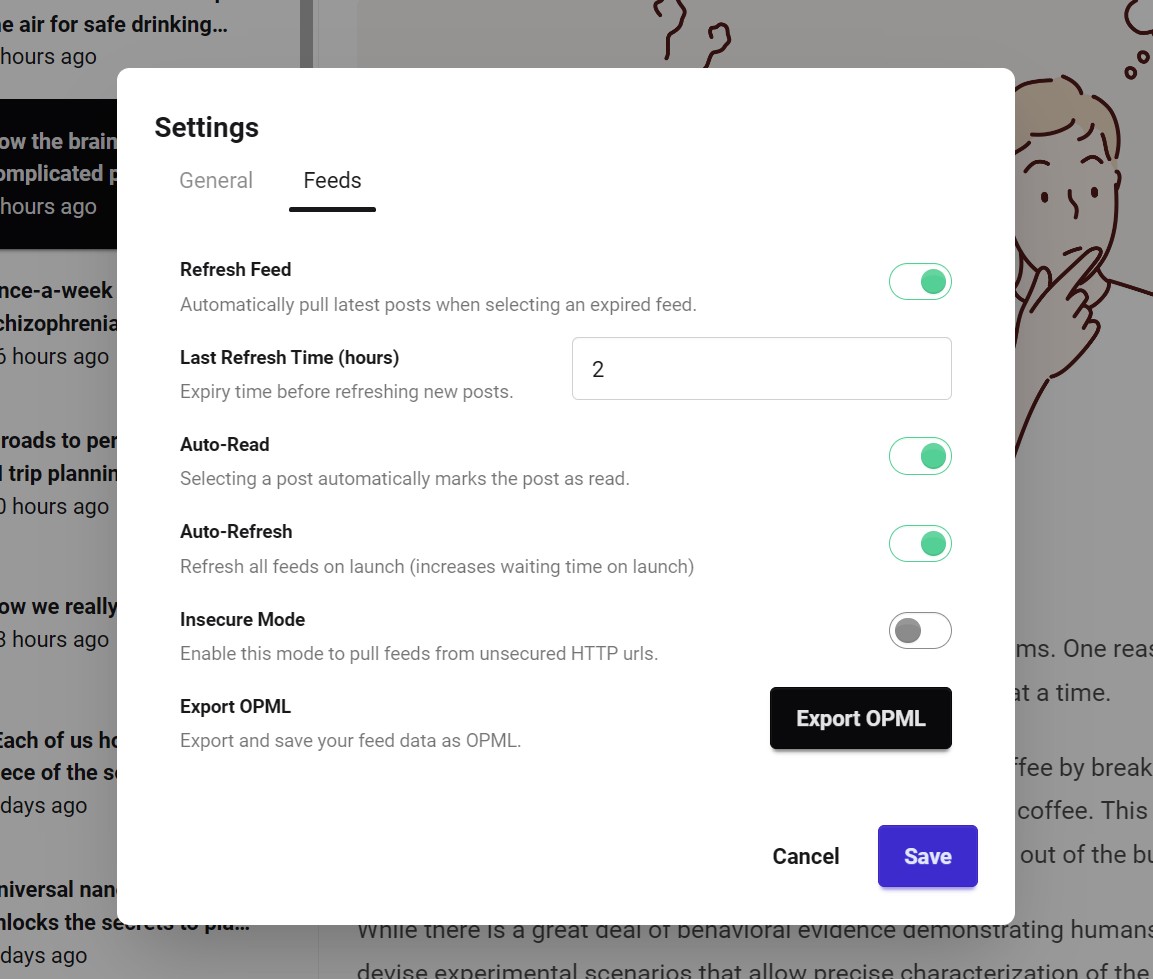 e air for safe drinking…
hours ago
ow the brain
omplicated p
hours ago
nce-a-week
chizophrenia
6 hours ago
roads to per
l trip plannin
0 hours ago
ow we really
3 hours ago
Each of us ho
ece of the s
days ago
niversal nan
nlocks the secrets to pla…
days ago
Settings
General
Feeds
Refresh Feed
Automatically pull latest posts when selecting an expired feed.
Last Refresh Time (hours)
Expiry time before refreshing new posts.
2
Auto-Read
Selecting a post automatically marks the post as read.
Auto-Refresh
Refresh all feeds on launch (increases waiting time on launch)
Insecure Mode
Enable this mode to pull feeds from unsecured HTTP urls.
Export OPML
Export and save your feed data as OPML.
Export OPML
Cancel
Save
ms. One reas
at a time.
ffee by break
coffee. This
out of the bu
While there is a great deal of behavioral evidence demonstrating humans
devise experimental scenarios that allow precise characterization of the